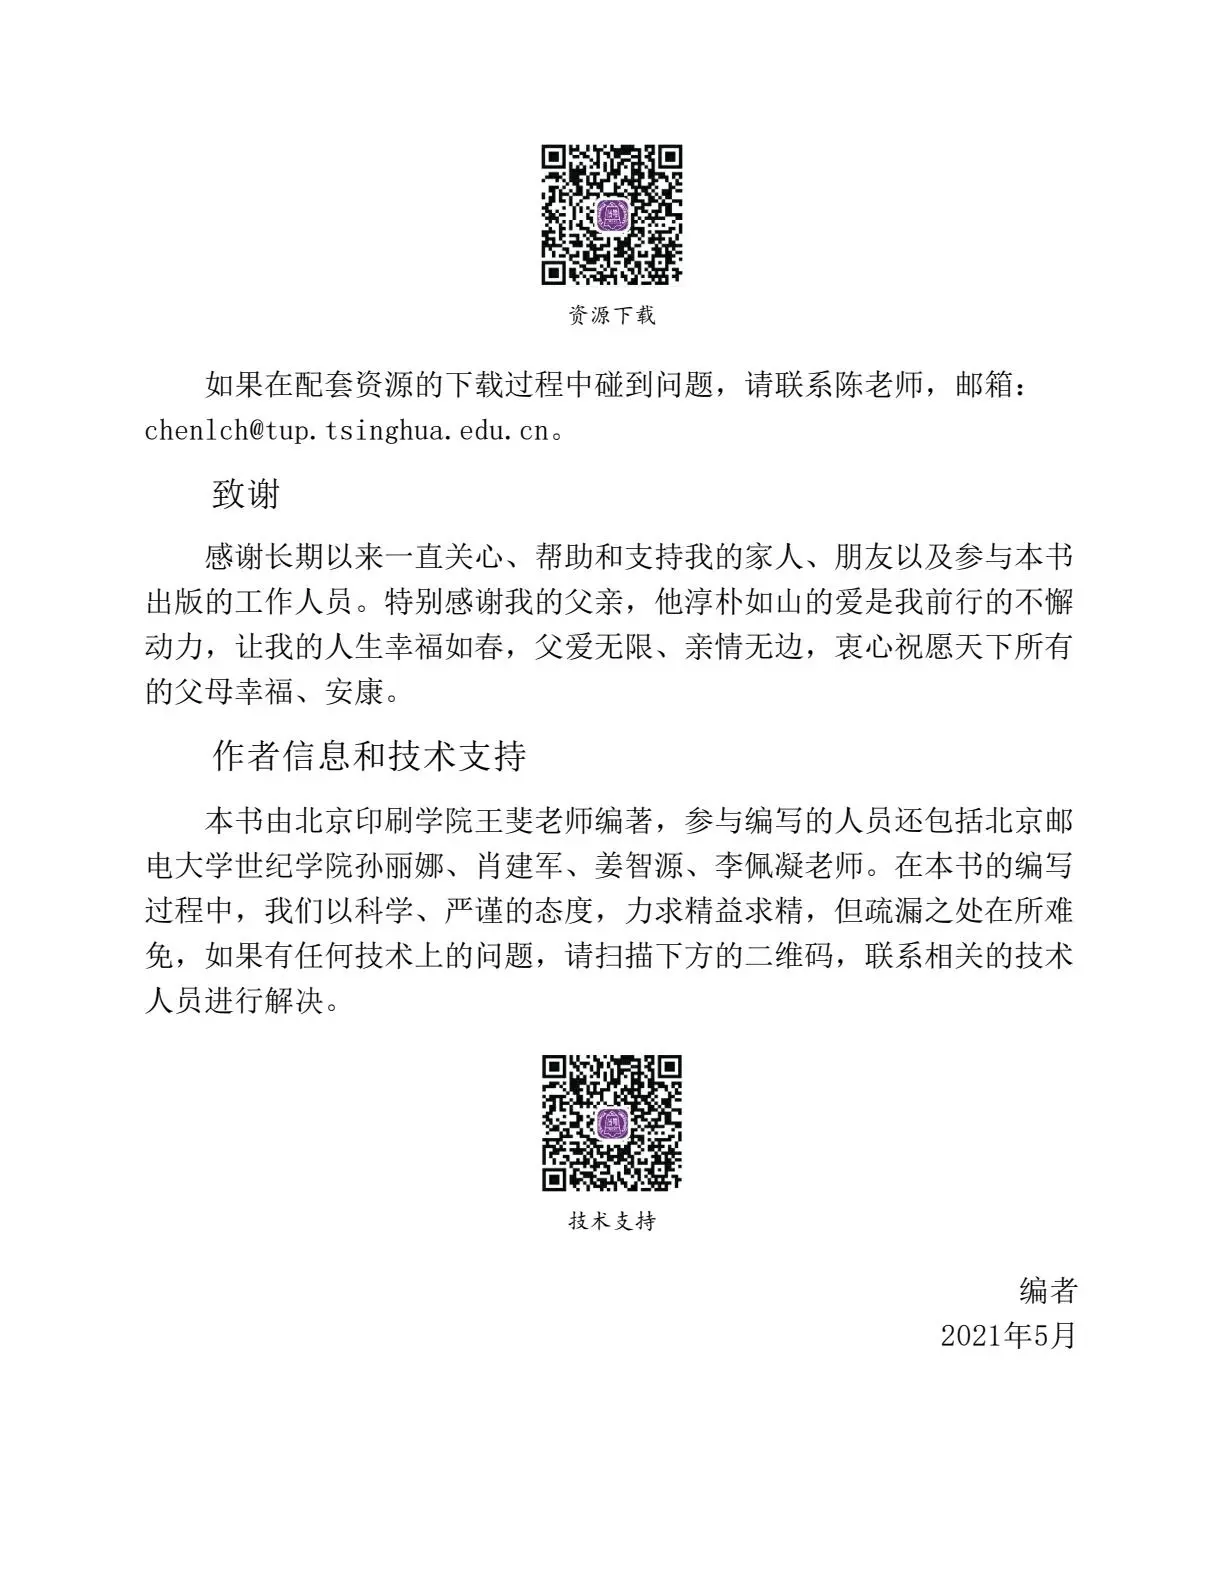 资源下载
如果在配套资源的下载过程中碰到问题，请联系陈老师，邮箱：
chenlch@tup.tsinghua.edu.cn。
致谢
感谢长期以来一直关心、帮助和支持我的家人、朋友以及参与本书
出版的工作人员。特别感谢我的父亲，他淳朴如山的爱是我前行的不懈
动力，让我的人生幸福如春，父爱无限、亲情无边，衷心祝愿天下所有
的父母幸福、安康。
作者信息和技术支持
本书由北京印刷学院王斐老师编著，参与编写的人员还包括北京邮
电大学世纪学院孙丽娜、肖建军、姜智源、李佩凝老师。在本书的编写
过程中，我们以科学、严谨的态度，力求精益求精，但疏漏之处在所难
免，如果有任何技术上的问题，请扫描下方的二维码，联系相关的技术
人员进行解决。
技术支持
编者
2021年5月